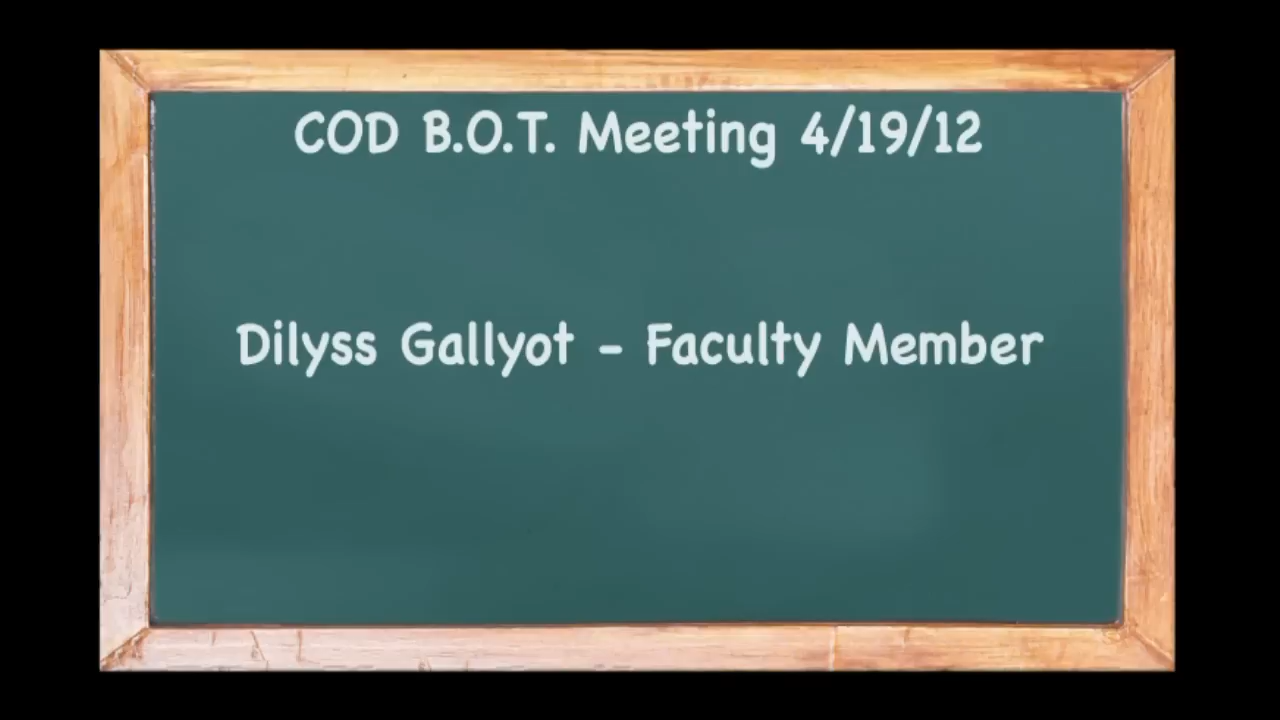 COD B.O.T. Meeting 4/19/12
Dilyss Gallyot - Faculty Member